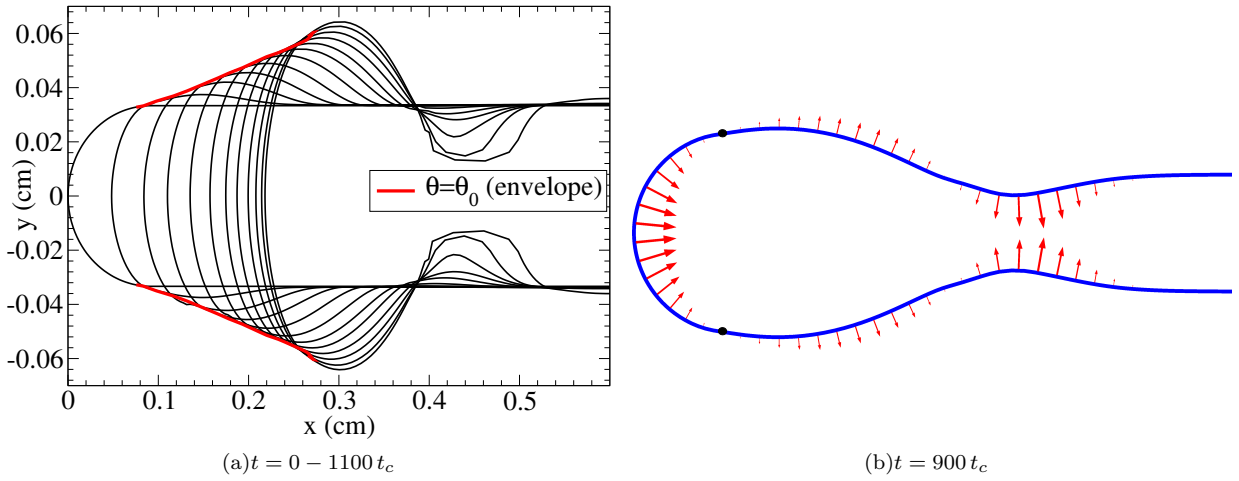 0.06
0.04
0.02
0
-0.02
-0.04
-0.06
y (cm)
θ=θ0 (envelope)
0 0.1 0.2 0.3 0.4 0.5
x (cm)
(a)t = 0 − 1100 tc
(b)t = 900 tc